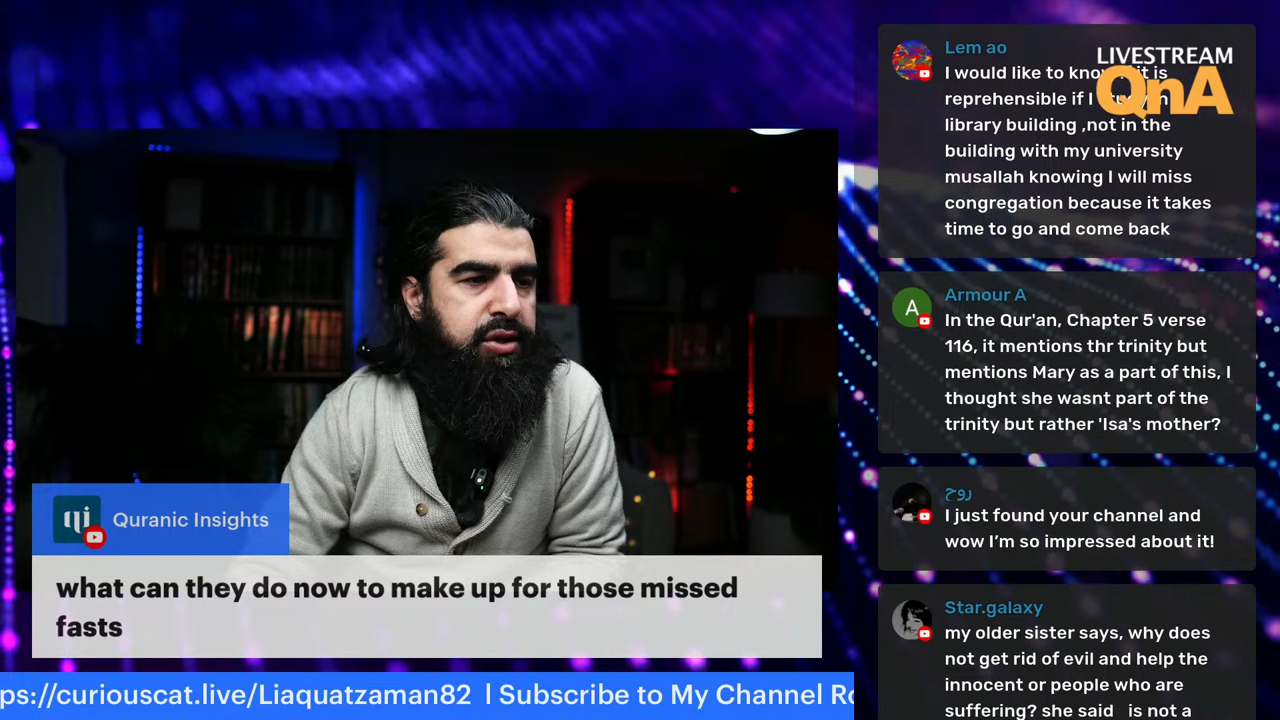 Lem ao
I would like to know it is
reprehensible if I study in
library building ,not in the
building with my university
musallah knowing I will miss
congregation because it takes
time to go and come back
LIVESTREAM
QnA
A
Armour A
In the Qur'an, Chapter 5 verse
116, it mentions thr trinity but
mentions Mary as a part of this, I
thought she wasnt part of the
trinity but rather 'Isa's mother?
روح
I just found your channel and
wow I’m so impressed about it!
Star.galaxy
my older sister says, why does
not get rid of evil and help the
innocent or people who are
suffering? she said is not a
qi Quranic Insights
what can they do now to make up for those missed
fasts
ps://curiouscat.live/Liaquatzaman82 | Subscribe to My Channel Ro